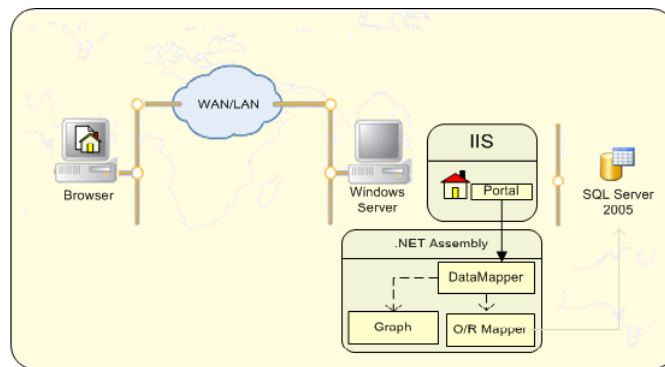 WAN/LAN
Browser
Windows
Server
IIS
Portal
SQL Server
2005
.NET Assembly
DataMapper
Graph
O/R Mapper